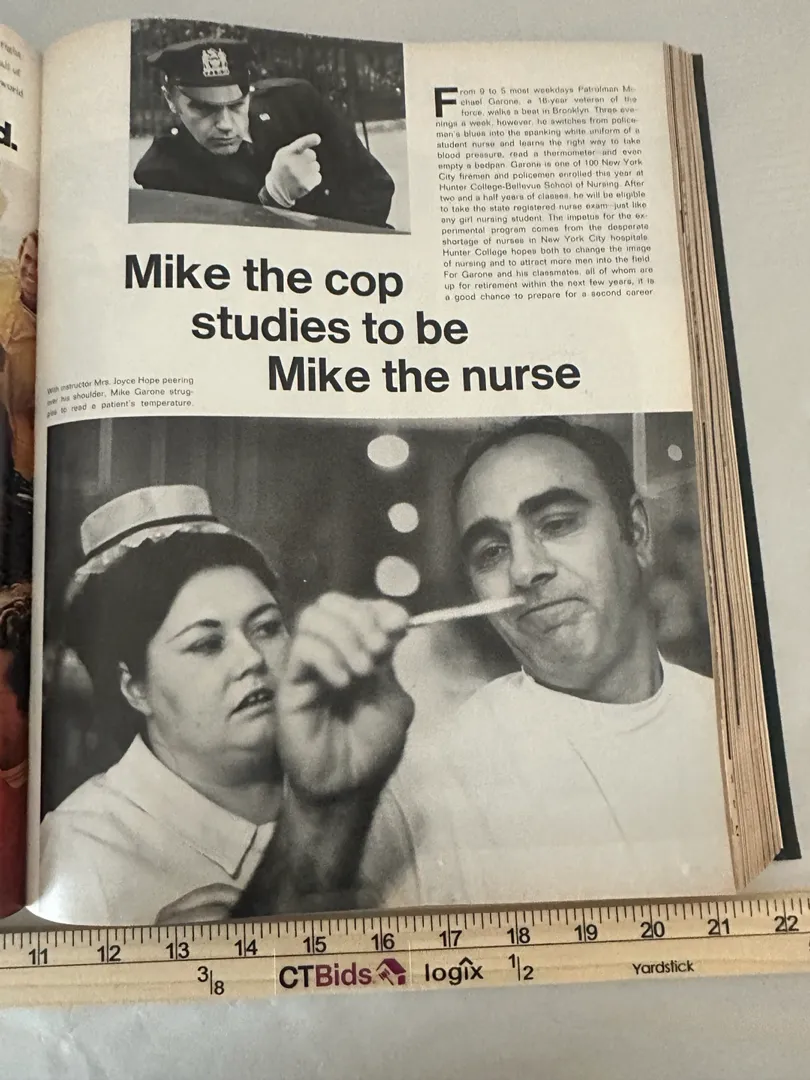 d.
Mike the cop
studies to be
Mike the nurse
From 9 to 5 most weekdays Patrolman Mi-
chael Garone, a 18-year veteran of the
force, walks a beat in Brooklyn. Three eve-
nings a week, however, he switches from police-
man's blues into the spanking white uniform of a
student nurse and learns the right way to take
blood pressure, read a thermometer and even
empty a bedpan. Garone is one of 100 New York
City firemen and policemen enrolled this year at
Hunter College-Bellevue School of Nursing. After
two and a half years of classes, he will be eligible
to take the state registered nurse exam—just like
any girl nursing student. The impetus for the ex-
perimental program comes from the desperate
shortage of nurses in New York City hospitals.
Hunter College hopes both to change the image
of nursing and to attract more men into the field.
For Garone and his classmates, all of whom are
up for retirement within the next few years, it is
a good chance to prepare for a second career.
With instructor Mrs. Joyce Hope peering
over his shoulder, Mike Garone strug-
gles to read a patient's temperature.
11 12 13 14 15 16 17 18 19 20 21 22
3/8 CTBids logîx 1/2 Yardstick